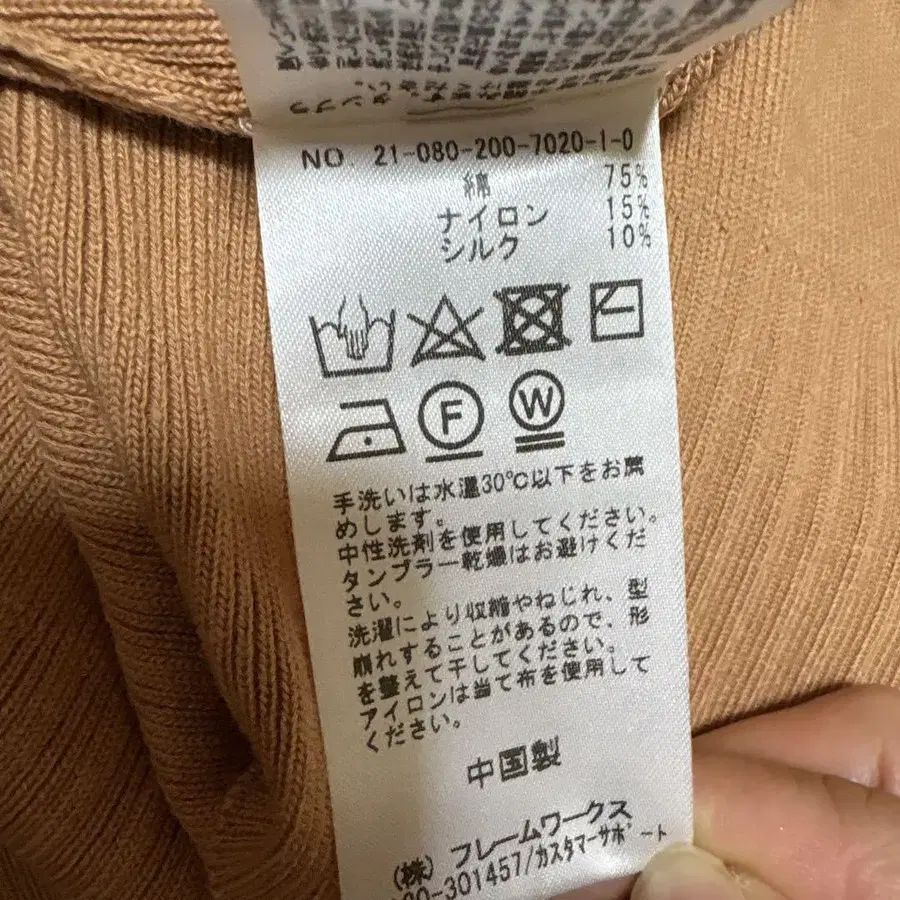 NO. 21-080-200-7020-1-0
綿 75%
ナイロン 15%
シルク 10%
F W
手洗いは水温30℃以下をお薦
めします。
中性洗剤を使用してください。
タンブラー乾燥はお避けくだ
さい。
洗濯により収縮やねじれ、型
崩れすることがあるので、形
を整えて干してください。
アイロンは当て布を使用して
ください。
中国製
(株) フレームワークス
301457/カスタマーサポート